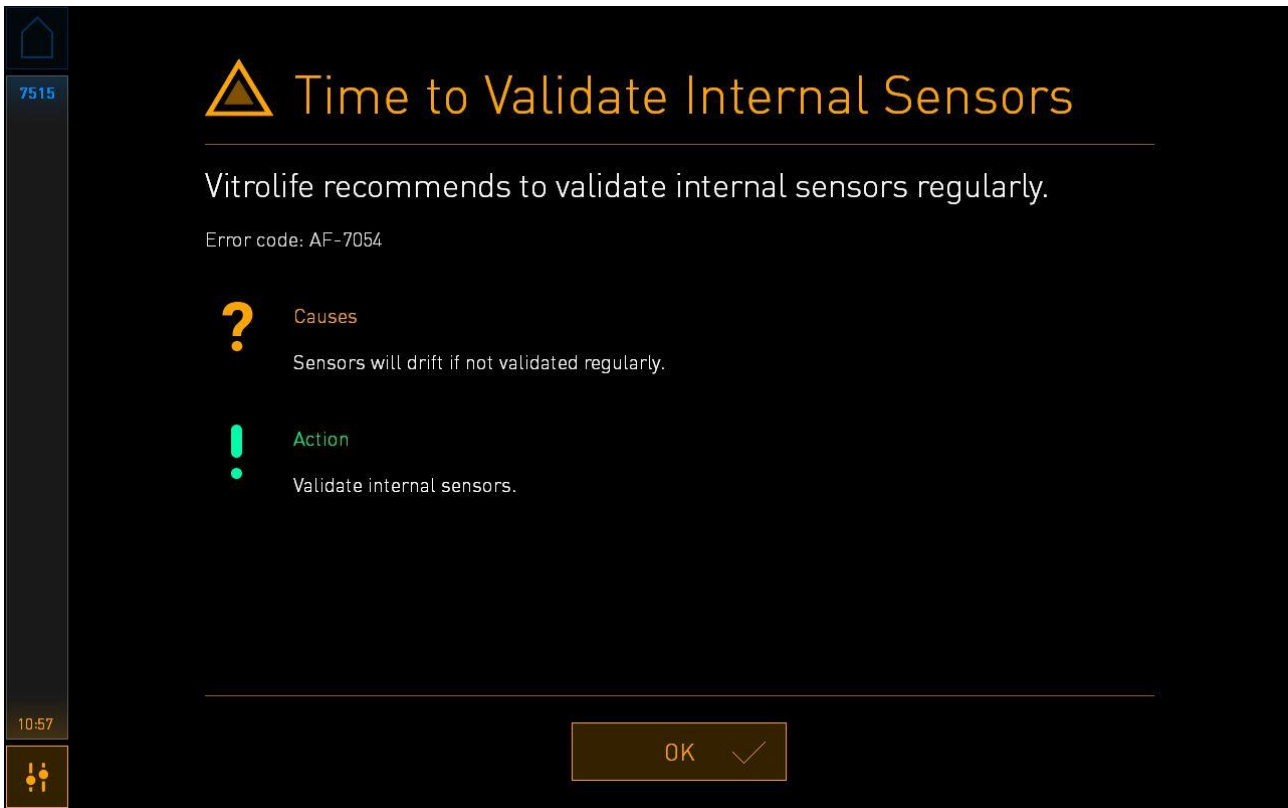 7515
Time to Validate Internal Sensors
Vitrolife recommends to validate internal sensors regularly.
Error code: AF-7054
?
Causes
Sensors will drift if not validated regularly.
!
Action
Validate internal sensors.
10:57
OK